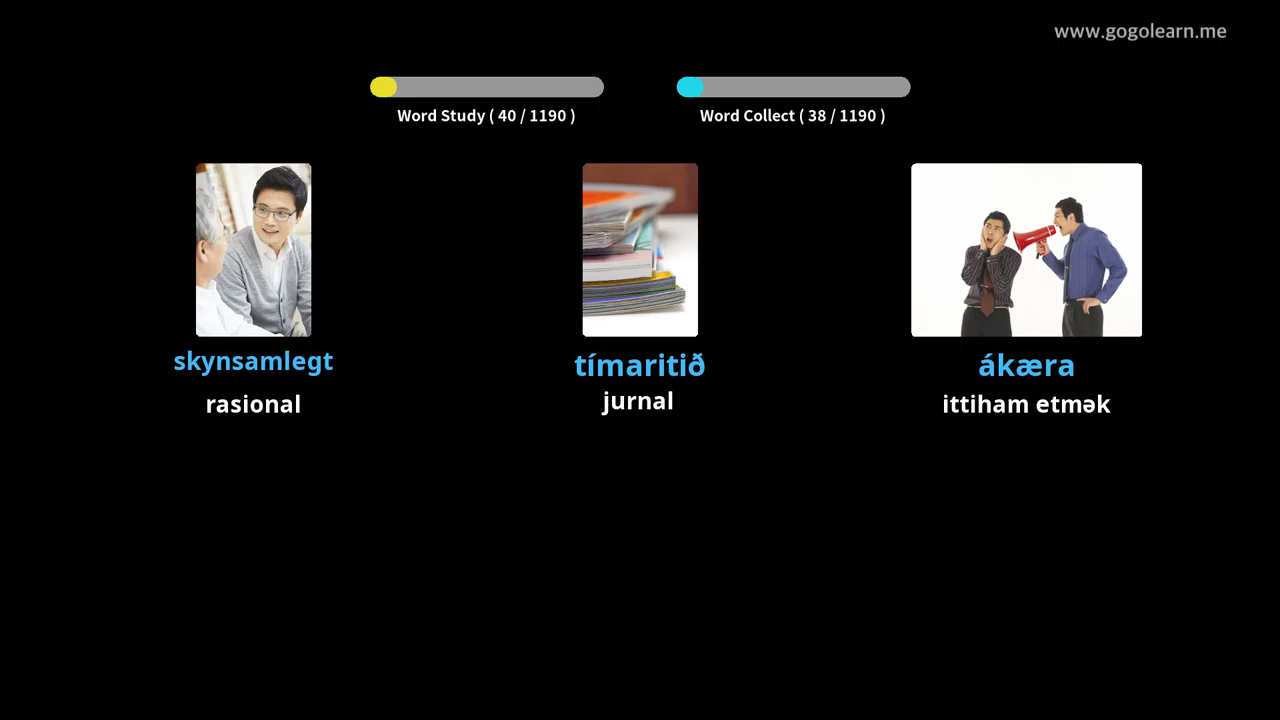 www.gogolearn.me
Word Study ( 40 / 1190 )
Word Collect ( 38 / 1190 )
skynsamlegt
tímaritið
ákæra
rasional
jurnal
ittiham etmək